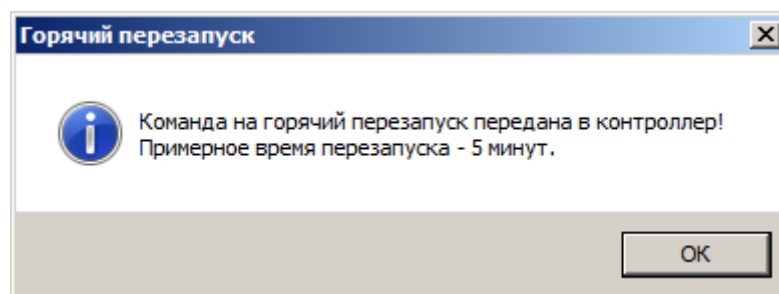 Горячий перезапуск
Команда на горячий перезапуск передана в контроллер!
Примерное время перезапуска - 5 минут.
OK